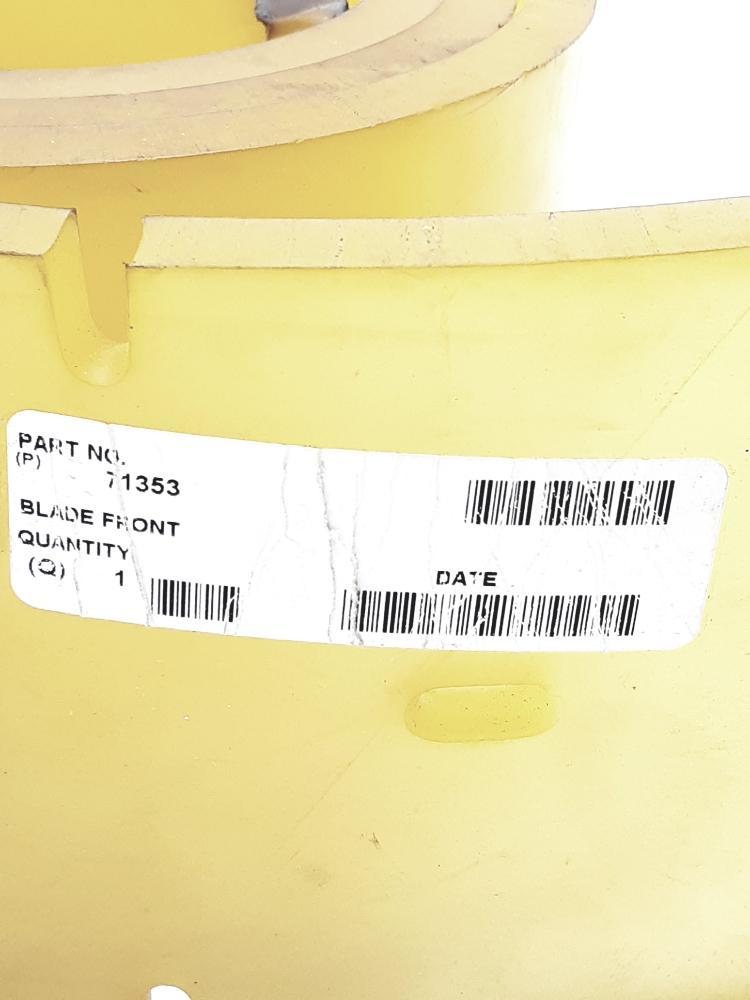 PART NO.
(P) 71353
BLADE FRONT
QUANTITY
(Q) 1
DATE